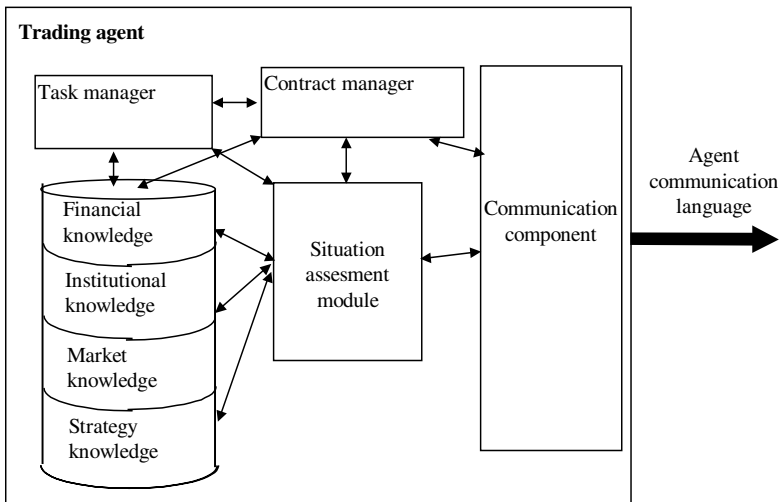 Trading agent
Task manager
Contract manager
Communication
component
Agent
communication
language
Financial
knowledge
Institutional
knowledge
Market
knowledge
Strategy
knowledge
Situation
assesment
module